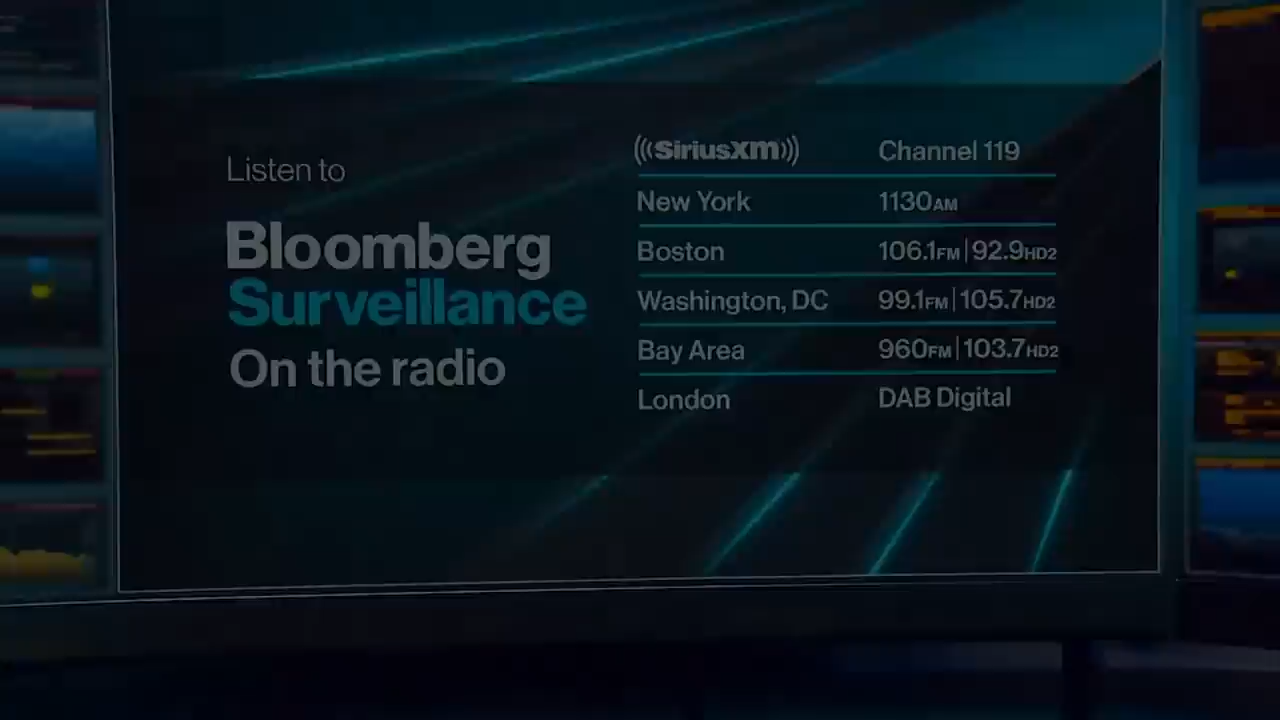 Listen to
Bloomberg
Surveillance
On the radio
SiriusXM Channel 119
New York 1130AM
Boston 106.1FM|92.9HD2
Washington, DC 99.1FM|105.7HD2
Bay Area 960FM|103.7HD2
London DAB Digital